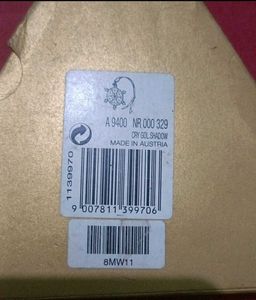 A 9400 NR 000 329
CRY GOL.SHADOW
MADE IN AUSTRIA
1139970
9 007811 399706
8MW11